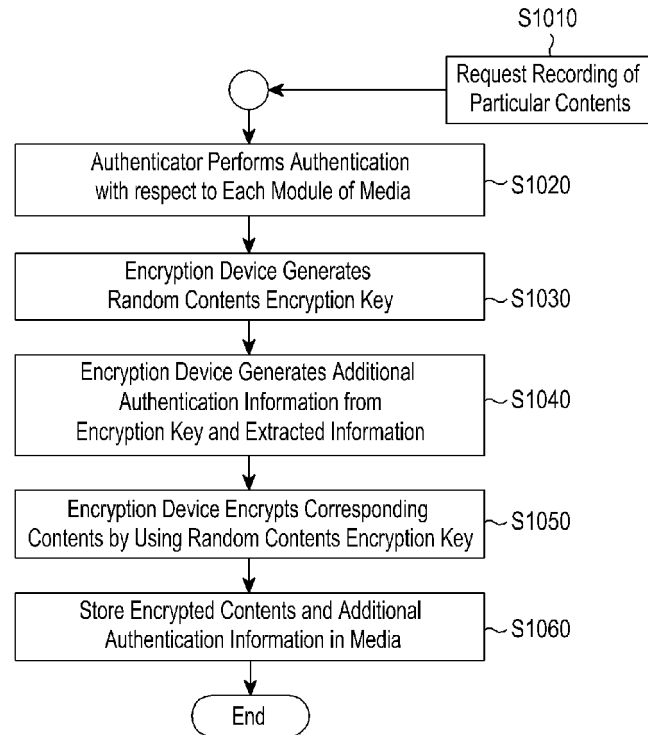 S1010
Request Recording of
Particular Contents
Authenticator Performs Authentication
with respect to Each Module of Media
S1020
Encryption Device Generates
Random Contents Encryption Key
S1030
Encryption Device Generates Additional
Authentication Information from
Encryption Key and Extracted Information
S1040
Encryption Device Encrypts Corresponding
Contents by Using Random Contents Encryption Key
S1050
Store Encrypted Contents and Additional
Authentication Information in Media
S1060
End